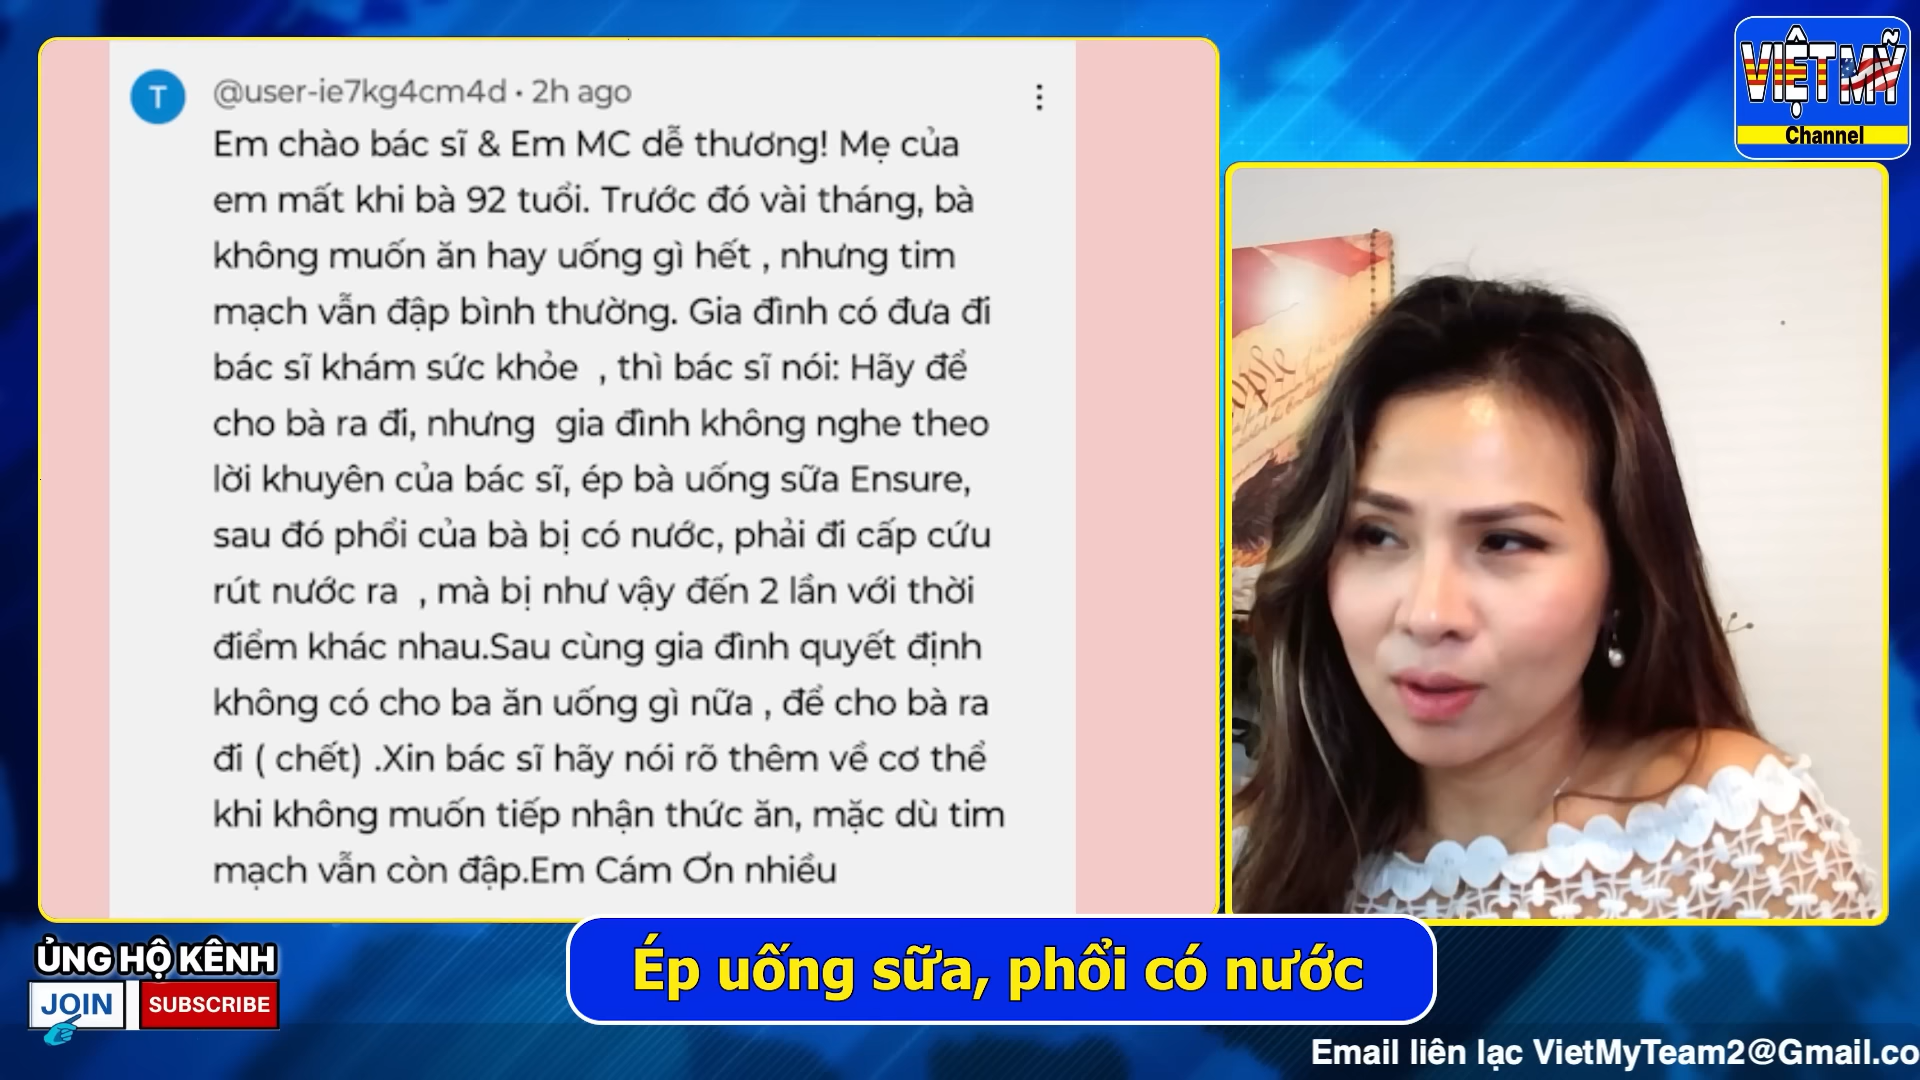 @user-ie7kg4cm4d • 2h ago
T
Em chào bác sĩ & Em MC dễ thương! Mẹ của
em mất khi bà 92 tuổi. Trước đó vài tháng, bà
không muốn ăn hay uống gì hết , nhưng tim
mạch vẫn đập bình thường. Gia đình có đưa đi
bác sĩ khám sức khỏe , thì bác sĩ nói: Hãy để
cho bà ra đi, nhưng gia đình không nghe theo
lời khuyên của bác sĩ, ép bà uống sữa Ensure,
sau đó phổi của bà bị có nước, phải đi cấp cứu
rút nước ra , mà bị như vậy đến 2 lần với thời
điểm khác nhau.Sau cùng gia đình quyết định
không có cho ba ăn uống gì nữa , để cho bà ra
đi ( chết) .Xin bác sĩ hãy nói rõ thêm về cơ thể
khi không muốn tiếp nhận thức ăn, mặc dù tim
mạch vẫn còn đập.Em Cám Ơn nhiều
VIỆT MỸ
Channel
ỦNG HỘ KÊNH
JOIN
SUBSCRIBE
Ép uống sữa, phổi có nước
Email liên lạc VietMyTeam2@Gmail.co